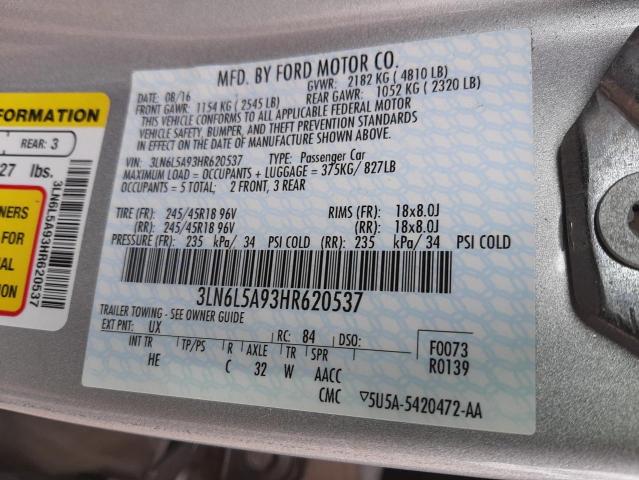 MFD. BY FORD MOTOR CO.
DATE: 08/16 GVWR: 2182 KG ( 4810 LB)
FRONT GAWR: 1154 KG ( 2545 LB) REAR GAWR: 1052 KG ( 2320 LB)
THIS VEHICLE CONFORMS TO ALL APPLICABLE FEDERAL MOTOR
VEHICLE SAFETY, BUMPER, AND THEFT PREVENTION STANDARDS
IN EFFECT ON THE DATE OF MANUFACTURE SHOWN ABOVE.
VIN: 3LN6L5A93HR620537 TYPE: Passenger Car
MAXIMUM LOAD = OCCUPANTS + LUGGAGE = 375KG/ 827LB
OCCUPANTS = 5 TOTAL; 2 FRONT, 3 REAR
TIRE (FR): 245/45R18 96V RIMS (FR): 18x8.0J
(RR): 245/45R18 96V (RR): 18x8.0J
PRESSURE (FR): 235 kPa/ 34 PSI COLD (RR): 235 kPa/ 34 PSI COLD
3LN6L5A93HR620537
TRAILER TOWING - SEE OWNER GUIDE
EXT PNT: UX RC: 84 DSO: F0073
INT TR TP/PS R AXLE TR SPR R0139
HE C 32 W AACC
CMC ▽5U5A-5420472-AA
FORMATION
REAR: 3
27 lbs.
3LN6L5A93HR620537
NERS
FOR
AL
ION